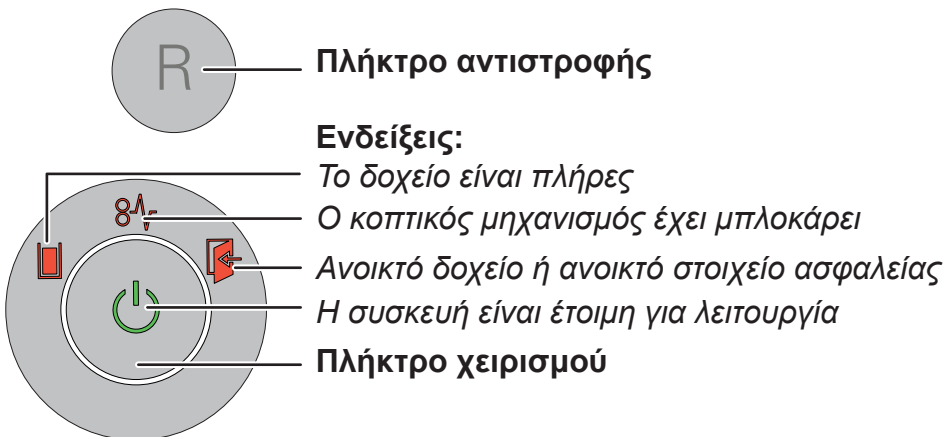 R
Πλήκτρο αντιστροφής
Ενδείξεις:
Το δοχείο είναι πλήρες
Ο κοπτικός μηχανισμός έχει μπλοκάρει
Ανοικτό δοχείο ή ανοικτό στοιχείο ασφαλείας
Η συσκευή είναι έτοιμη για λειτουργία
Πλήκτρο χειρισμού